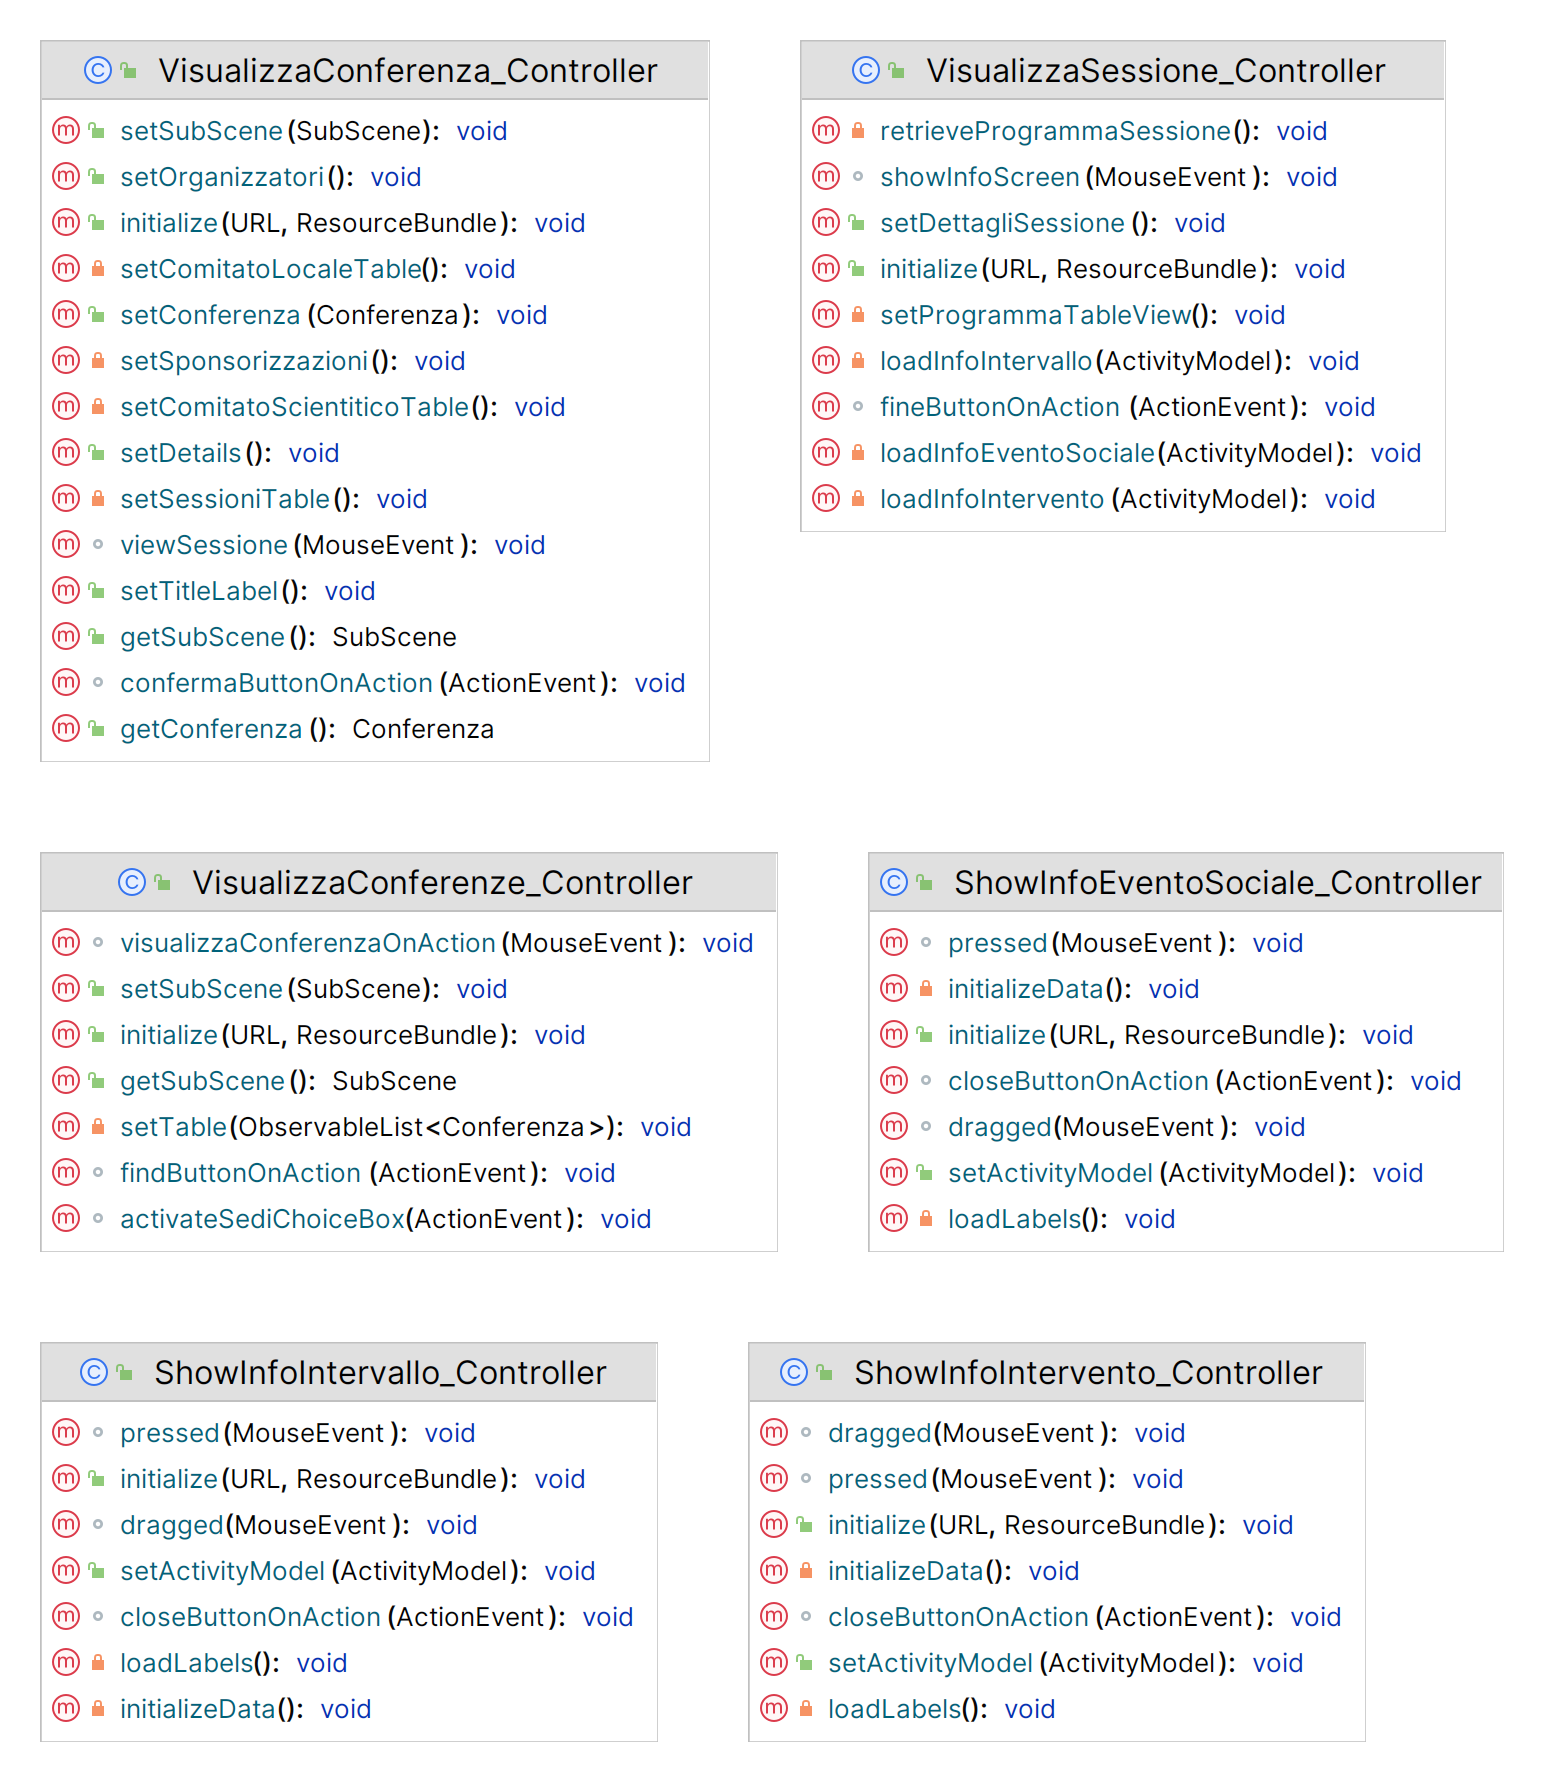 VisualizzaConferenza_Controller
setSubScene(SubScene): void
setOrganizzatori(): void
initialize(URL, ResourceBundle): void
setComitatoLocaleTable(): void
setConferenza(Conferenza): void
setSponsorizzazioni(): void
setComitatoScientiticoTable(): void
setDetails(): void
setSessioniTable(): void
viewSessione(MouseEvent): void
setTitleLabel(): void
getSubScene(): SubScene
confermaButtonOnAction(ActionEvent): void
getConferenza(): Conferenza
VisualizzaSessione_Controller
retrieveProgrammaSessione(): void
showInfoScreen(MouseEvent): void
setDettagliSessione(): void
initialize(URL, ResourceBundle): void
setProgrammaTableView(): void
loadInfoIntervallo(ActivityModel): void
fineButtonOnAction(ActionEvent): void
loadInfoEventoSociale(ActivityModel): void
loadInfoIntervento(ActivityModel): void
VisualizzaConferenze_Controller
visualizzaConferenzaOnAction(MouseEvent): void
setSubScene(SubScene): void
initialize(URL, ResourceBundle): void
getSubScene(): SubScene
setTable(ObservableList<Conferenza>): void
findButtonOnAction(ActionEvent): void
activateSediChoiceBox(ActionEvent): void
ShowInfoEventoSociale_Controller
pressed(MouseEvent): void
initializeData(): void
initialize(URL, ResourceBundle): void
closeButtonOnAction(ActionEvent): void
dragged(MouseEvent): void
setActivityModel(ActivityModel): void
loadLabels(): void
ShowInfoIntervallo_Controller
pressed(MouseEvent): void
initialize(URL, ResourceBundle): void
dragged(MouseEvent): void
setActivityModel(ActivityModel): void
closeButtonOnAction(ActionEvent): void
loadLabels(): void
initializeData(): void
ShowInfoIntervento_Controller
dragged(MouseEvent): void
pressed(MouseEvent): void
initialize(URL, ResourceBundle): void
initializeData(): void
closeButtonOnAction(ActionEvent): void
setActivityModel(ActivityModel): void
loadLabels(): void